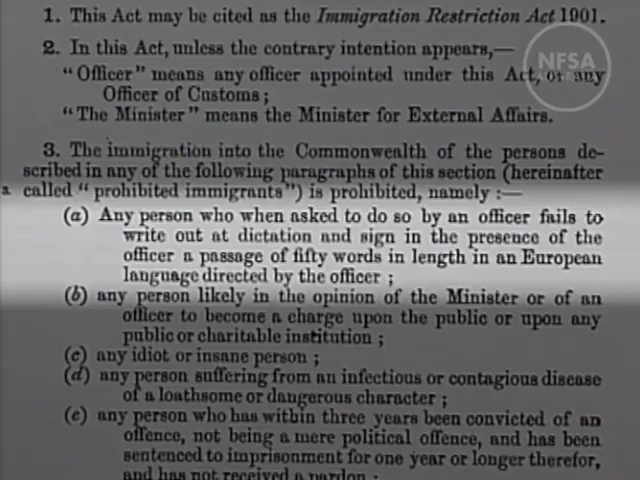 1. This Act may be cited as the Immigration Restriction Act 1901.
2. In this Act, unless the contrary intention appears,—
"Officer" means any officer appointed under this Act, or any
Officer of Customs;
"The Minister" means the Minister for External Affairs.
3. The immigration into the Commonwealth of the persons de-
scribed in any of the following paragraphs of this section (hereinafter
called "prohibited immigrants") is prohibited, namely :—
(a) Any person who when asked to do so by an officer fails to
write out at dictation and sign in the presence of the
officer a passage of fifty words in length in an European
language directed by the officer ;
(b) any person likely in the opinion of the Minister or of an
officer to become a charge upon the public or upon any
public or charitable institution ;
(c) any idiot or insane person ;
(d) any person suffering from an infectious or contagious disease
of a loathsome or dangerous character ;
(e) any person who has within three years been convicted of an
offence, not being a mere political offence, and has been
sentenced to imprisonment for one year or longer therefor,
and has not received a pardon ;
NFSA